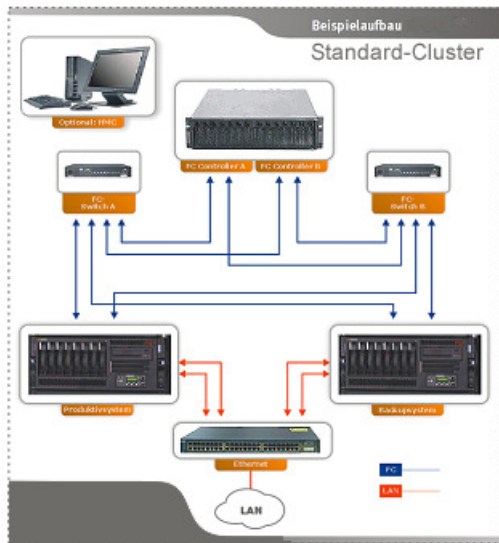 Beispielaufbau
Standard-Cluster
Optional: HMC
FC Controller A
FC Controller B
FC-
Switch A
FC-
Switch B
Produktivsystem
Backupsystem
Ethernet
FC
LAN
LAN